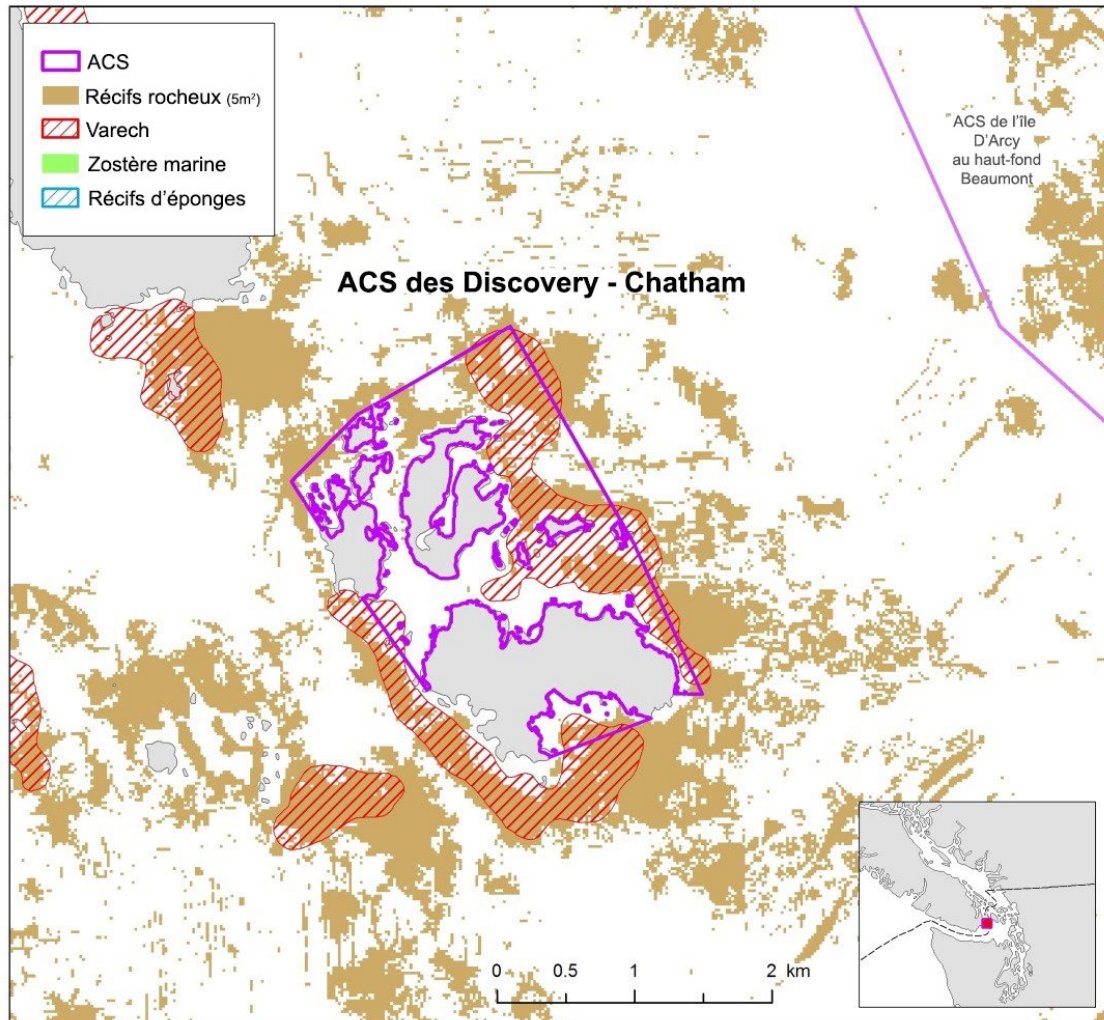 ACS
Récifs rocheux (5m²)
Varech
Zostère marine
Récifs d'éponges
ACS de l'île
D'Arcy
au haut-fond
Beaumont
ACS des Discovery - Chatham
0 0.5 1 2 km